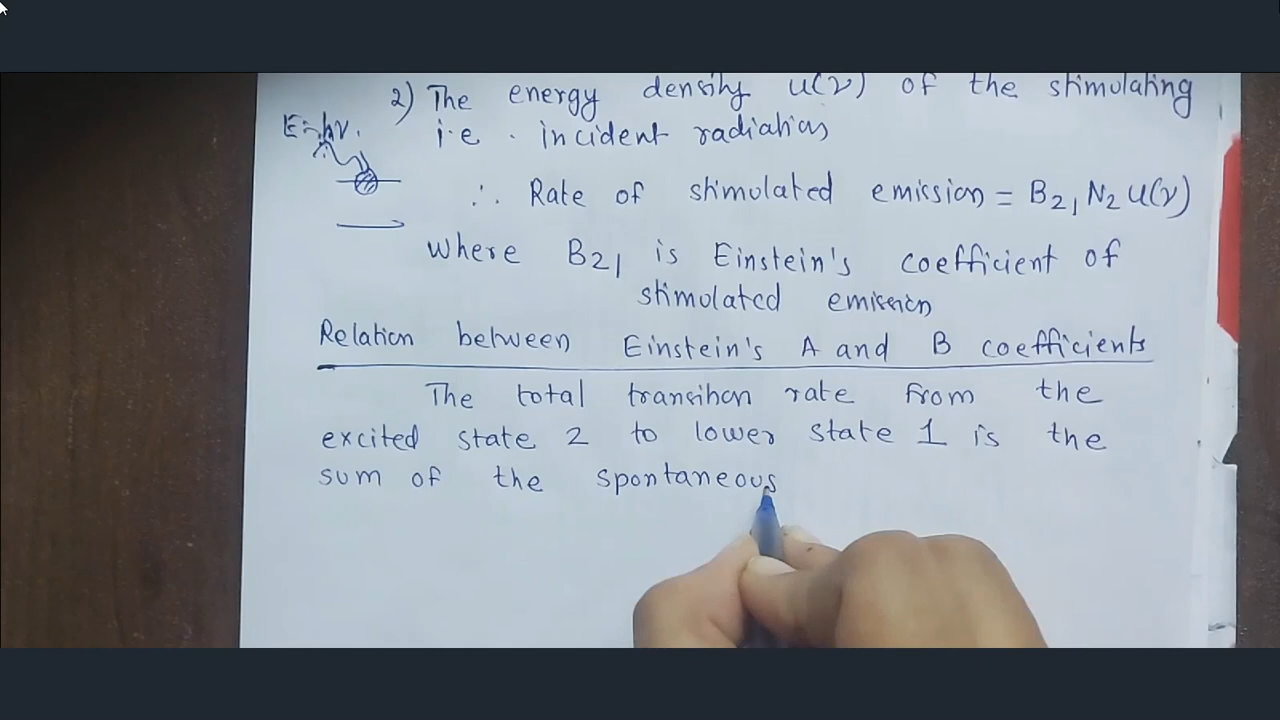 2) The energy density u(ν) of the stimulating
E=hν.
i.e. incident radiation
∴ Rate of stimulated emission = B₂₁ N₂ u(ν)
Where B₂₁ is Einstein's coefficient of
stimulated emission
Relation between Einstein's A and B coefficients
The total transition rate from the
excited state 2 to lower state 1 is the
sum of the spontaneous